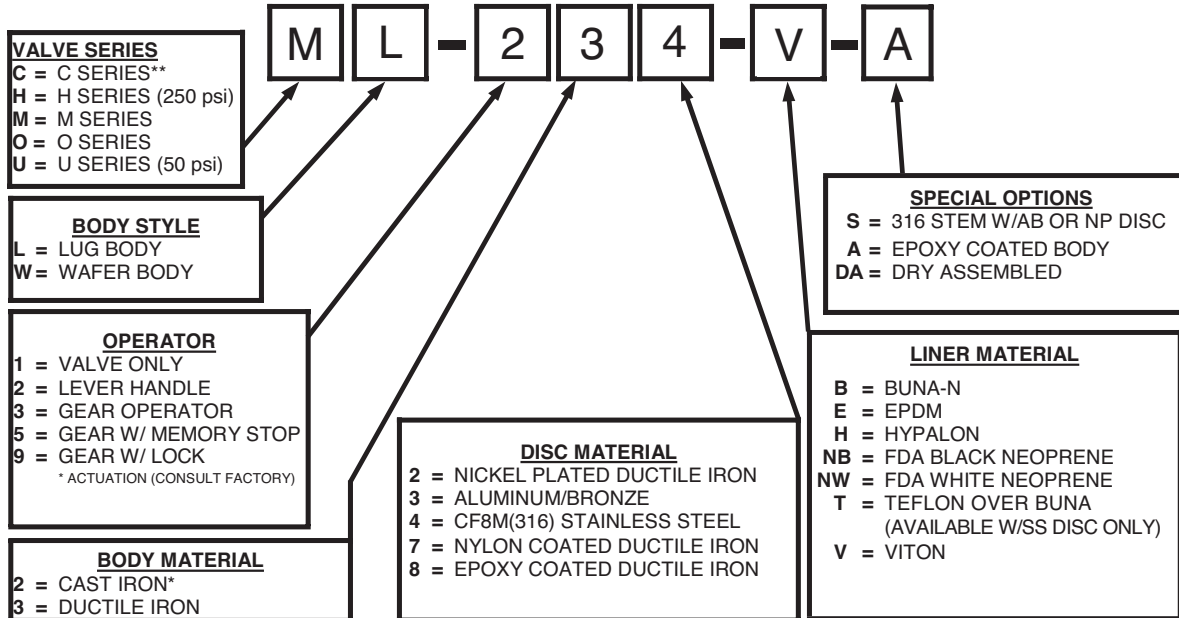 M L - 2 3 4 - V - A
VALVE SERIES
C = C SERIES**
H = H SERIES (250 psi)
M = M SERIES
O = O SERIES
U = U SERIES (50 psi)
BODY STYLE
L = LUG BODY
W = WAFER BODY
OPERATOR
1 = VALVE ONLY
2 = LEVER HANDLE
3 = GEAR OPERATOR
5 = GEAR W/ MEMORY STOP
9 = GEAR W/ LOCK
* ACTUATION (CONSULT FACTORY)
BODY MATERIAL
2 = CAST IRON*
3 = DUCTILE IRON
DISC MATERIAL
2 = NICKEL PLATED DUCTILE IRON
3 = ALUMINUM/BRONZE
4 = CF8M(316) STAINLESS STEEL
7 = NYLON COATED DUCTILE IRON
8 = EPOXY COATED DUCTILE IRON
SPECIAL OPTIONS
S = 316 STEM W/AB OR NP DISC
A = EPOXY COATED BODY
DA = DRY ASSEMBLED
LINER MATERIAL
B = BUNA-N
E = EPDM
H = HYPALON
NB = FDA BLACK NEOPRENE
NW = FDA WHITE NEOPRENE
T = TEFLON OVER BUNA
(AVAILABLE W/SS DISC ONLY)
V = VITON